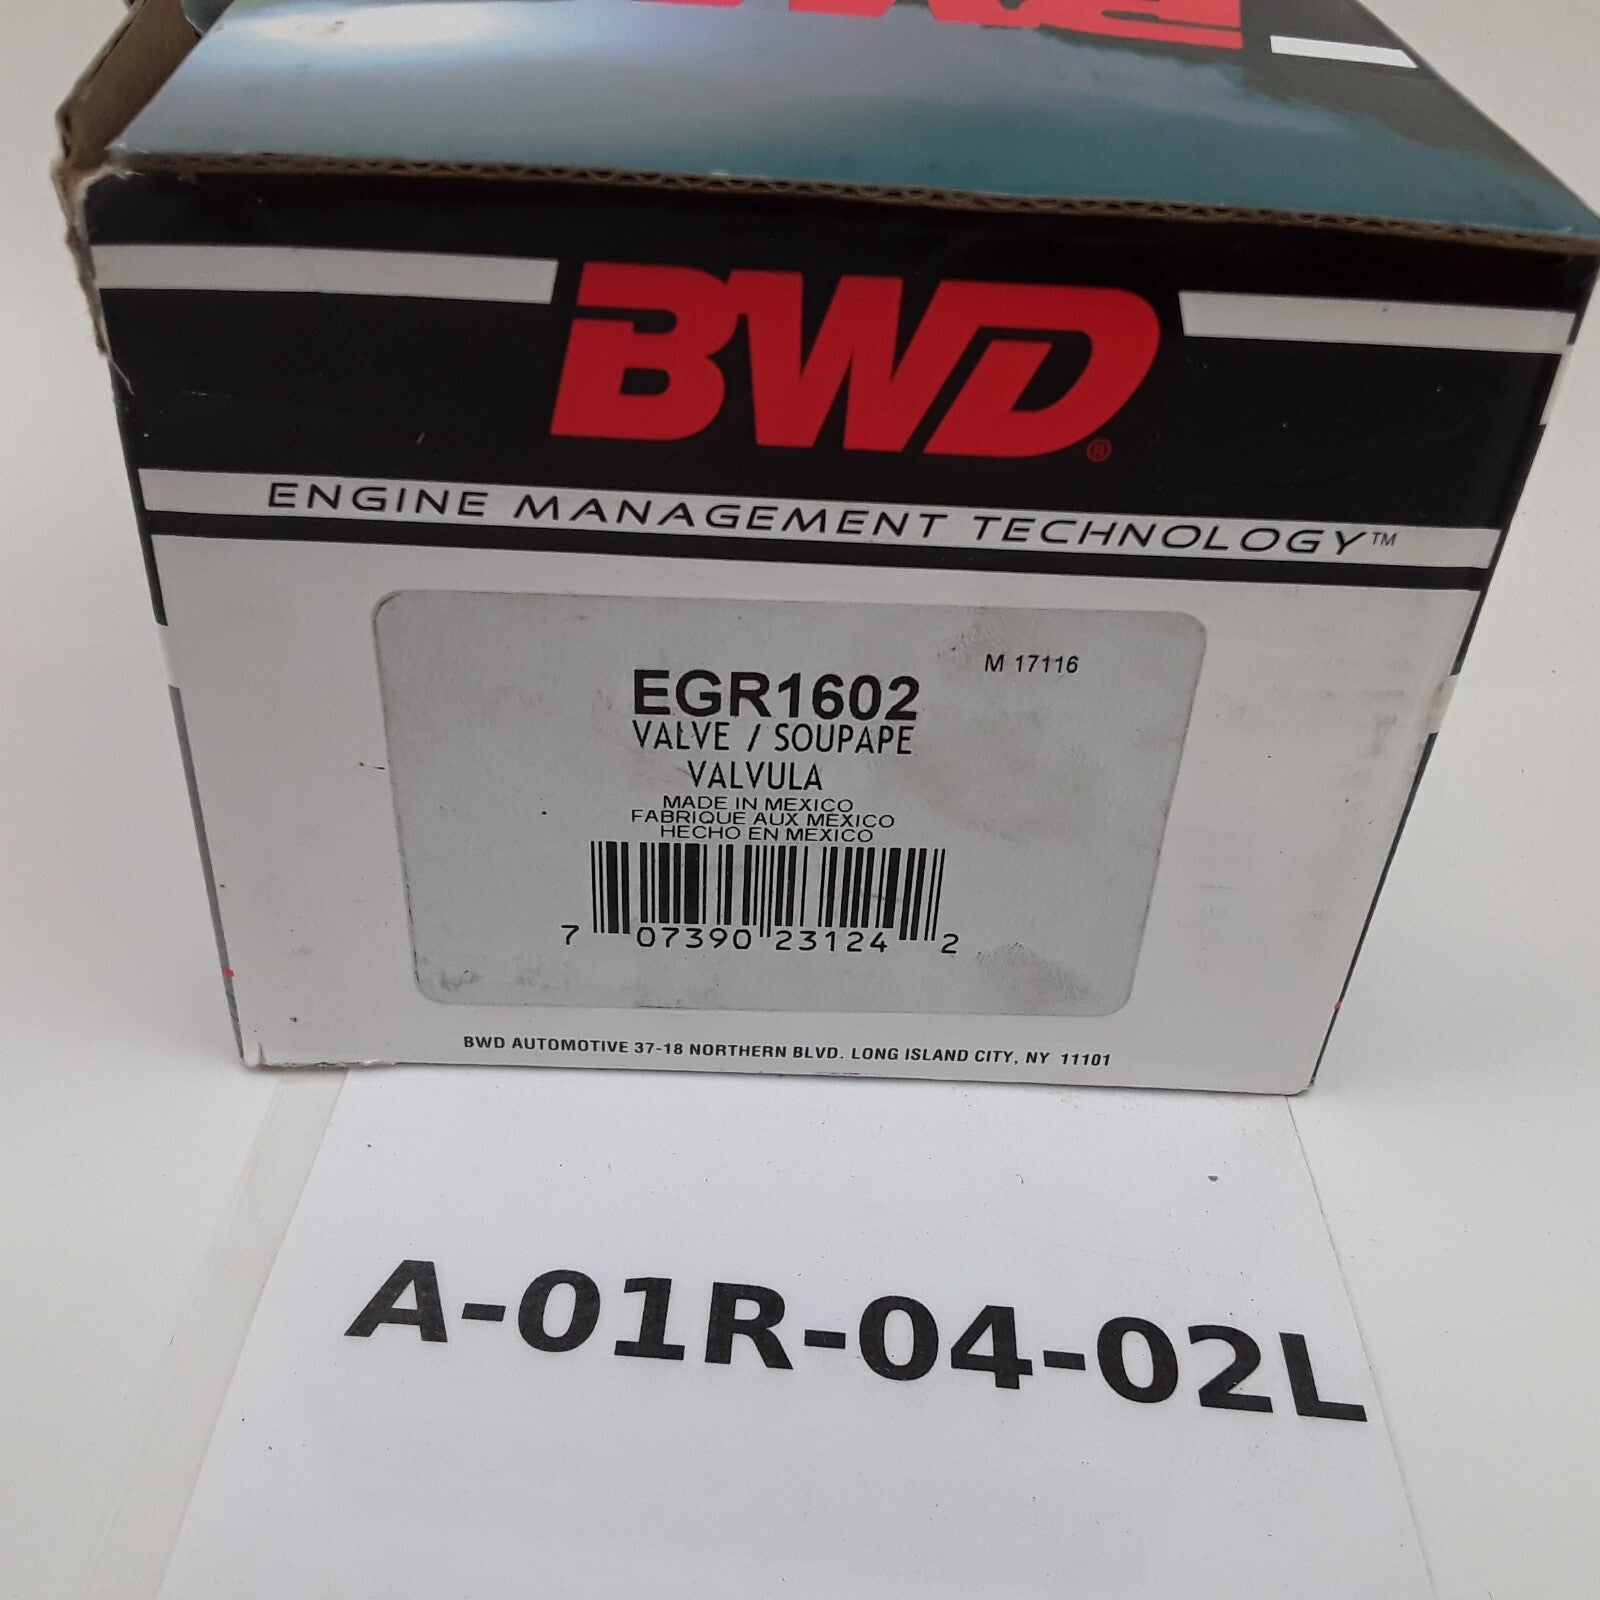 BWD®
ENGINE MANAGEMENT TECHNOLOGY™
M 17116
EGR1602
VALVE / SOUPAPE
VALVULA
MADE IN MEXICO
FABRIQUE AUX MEXICO
HECHO EN MEXICO
7 07390 23124 2
BWD AUTOMOTIVE 37-18 NORTHERN BLVD. LONG ISLAND CITY, NY 11101
A-01R-04-02L